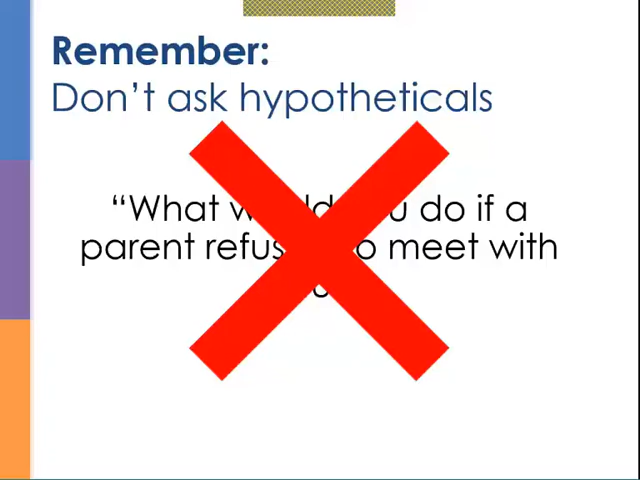 Remember:
Don't ask hypotheticals
“What do if a
parent meet with